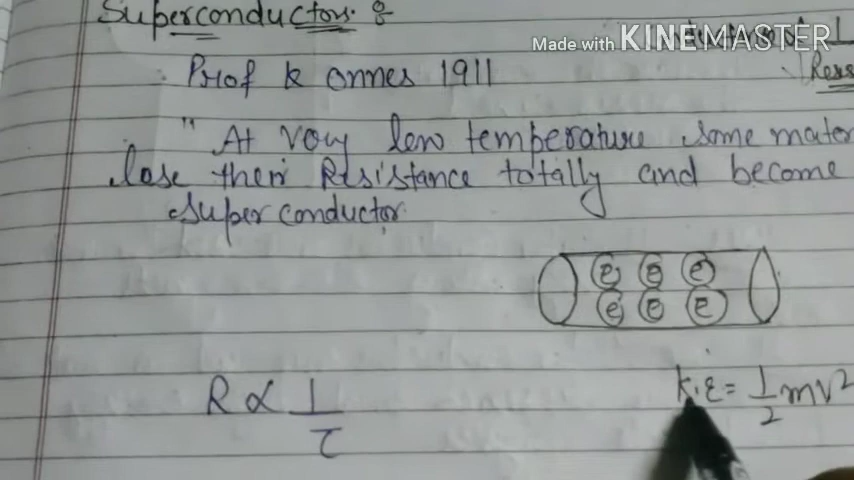 Superconductors :
Made with KINEMASTER
Prof k onnes 1911
" At very low temperature some mater
lose their Resistance totally and become
super conductor.
e e e
e e e
R ∝ 1/τ
K.E = 1/2 mv²